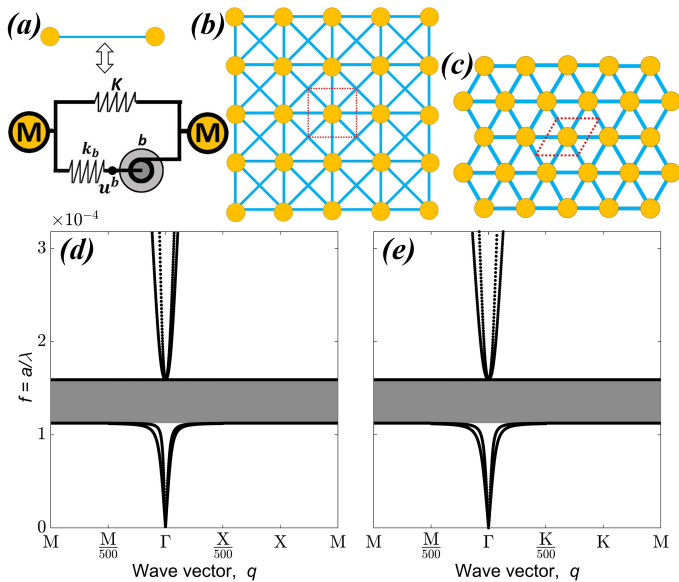 (a)
(b)
(c)
K
M
M
k_b
b
u^b
×10⁻⁴
(d)
(e)
3
2
1
0
f = a/λ
M
M/500
Γ
X/500
X
M
M
M/500
Γ
K/500
K
M
Wave vector, q
Wave vector, q